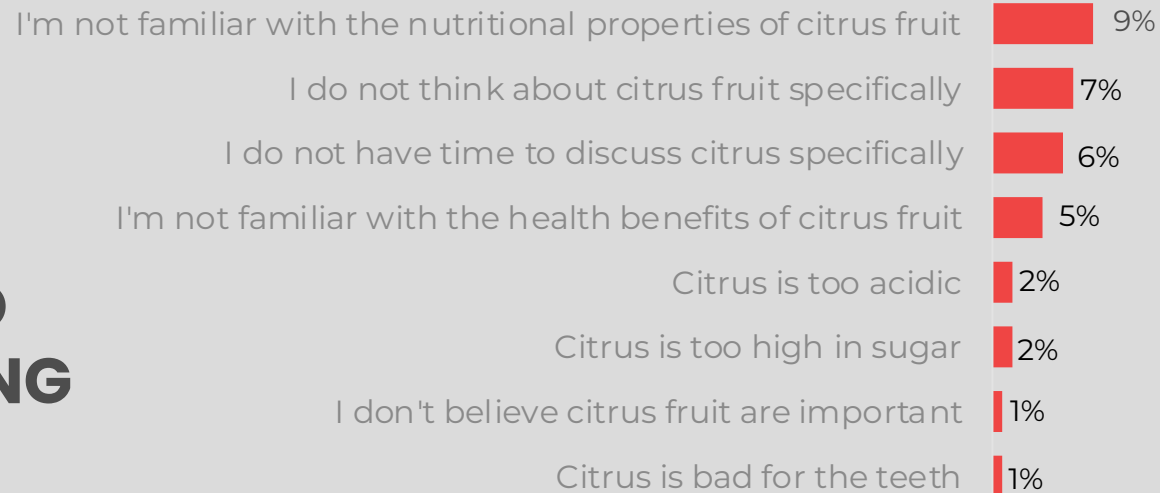 I'm not familiar with the nutritional properties of citrus fruit 9%
I do not think about citrus fruit specifically 7%
I do not have time to discuss citrus specifically 6%
I'm not familiar with the health benefits of citrus fruit 5%
Citrus is too acidic 2%
Citrus is too high in sugar 2%
NG
I don't believe citrus fruit are important 1%
Citrus is bad for the teeth 1%